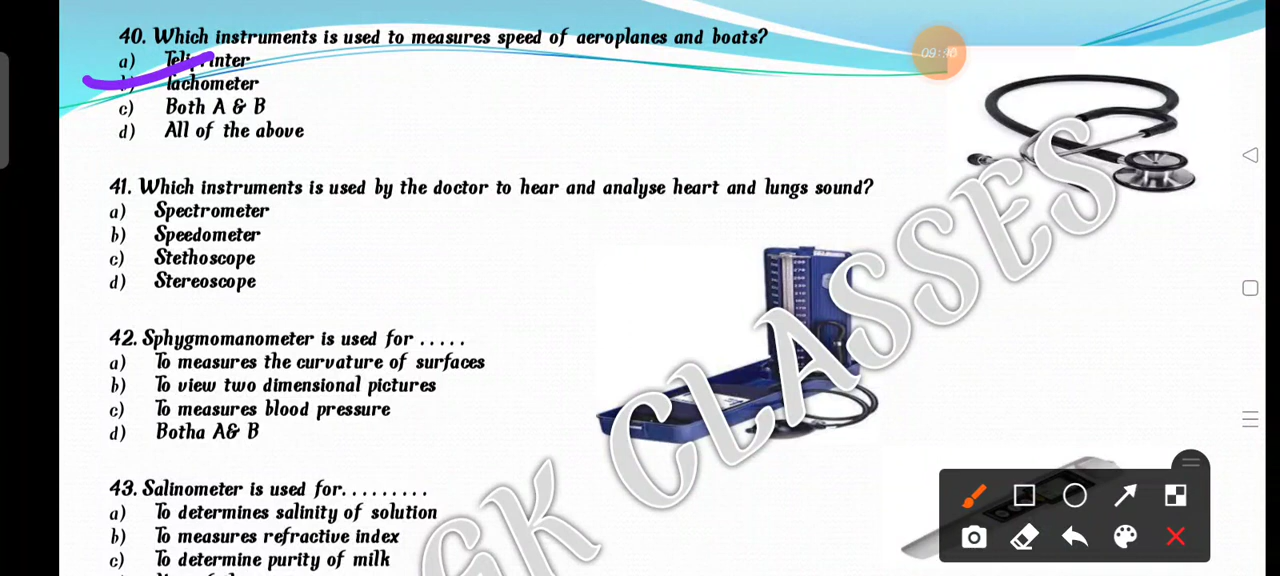 40. Which instruments is used to measures speed of aeroplanes and boats?
a) Teleprinter
b) Tachometer
c) Both A & B
d) All of the above
09:
41. Which instruments is used by the doctor to hear and analyse heart and lungs sound?
a) Spectrometer
b) Speedometer
c) Stethoscope
d) Stereoscope
42. Sphygmomanometer is used for .....
a) To measures the curvature of surfaces
b) To view two dimensional pictures
c) To measures blood pressure
d) Botha A& B
43. Salinometer is used for.........
a) To determines salinity of solution
b) To measures refractive index
c) To determine purity of milk
GK CLASSES